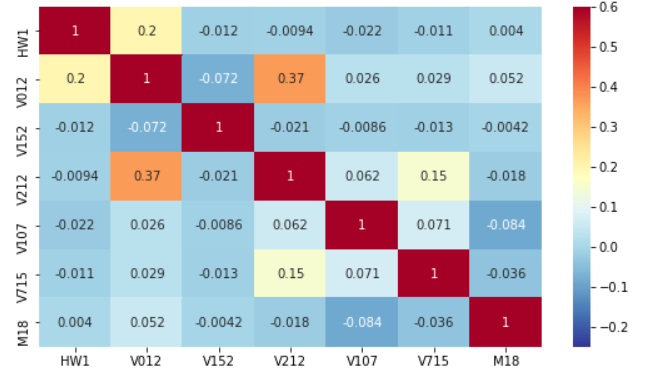 HW1 1 0.2 -0.012 -0.0094 -0.022 -0.011 0.004
V012 0.2 1 -0.072 0.37 0.026 0.029 0.052
V152 -0.012 -0.072 1 -0.021 -0.0086 -0.013 -0.0042
V212 -0.0094 0.37 -0.021 1 0.062 0.15 -0.018
V107 -0.022 0.026 -0.0086 0.062 1 0.071 -0.084
V715 -0.011 0.029 -0.013 0.15 0.071 1 -0.036
M18 0.004 0.052 -0.0042 -0.018 -0.084 -0.036 1
HW1 V012 V152 V212 V107 V715 M18
0.6
0.5
0.4
0.3
0.2
0.1
0.0
−0.1
−0.2